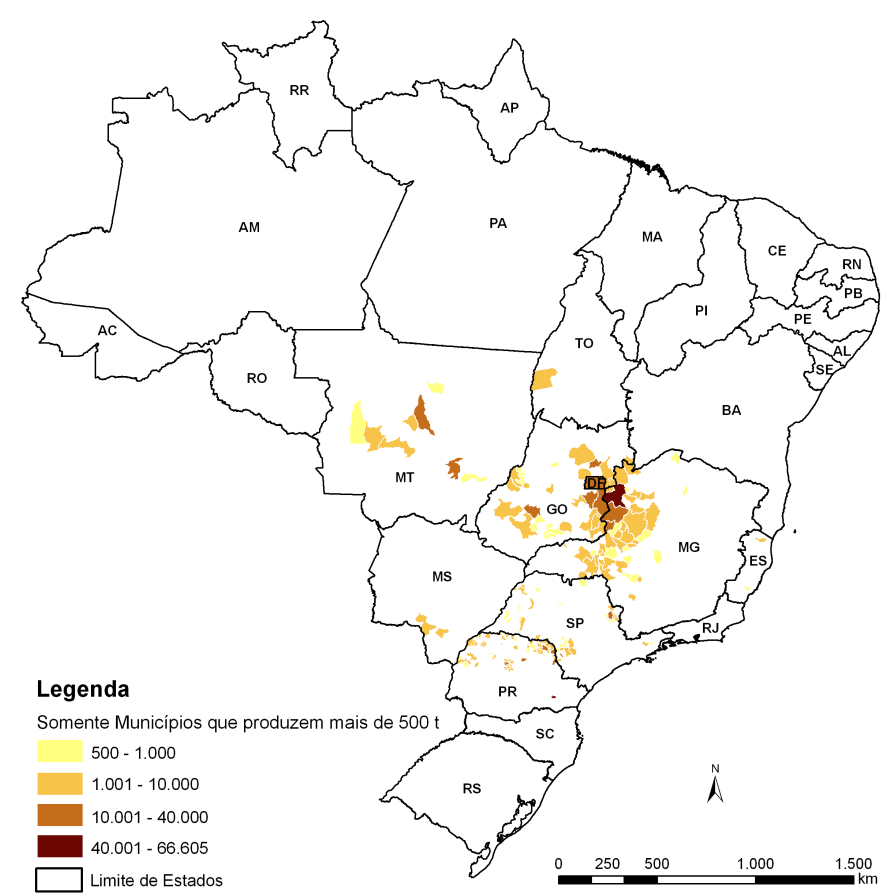 RR
AP
AM
PA
MA
CE
RN
PB
PI
PE
AC
TO
AL
SE
RO
BA
MT
DF
GO
MG
ES
MS
SP
RJ
PR
SC
RS
Legenda
Somente Municípios que produzem mais de 500 t
500 - 1.000
1.001 - 10.000
10.001 - 40.000
40.001 - 66.605
Limite de Estados
N
0 250 500 1.000 1.500
km